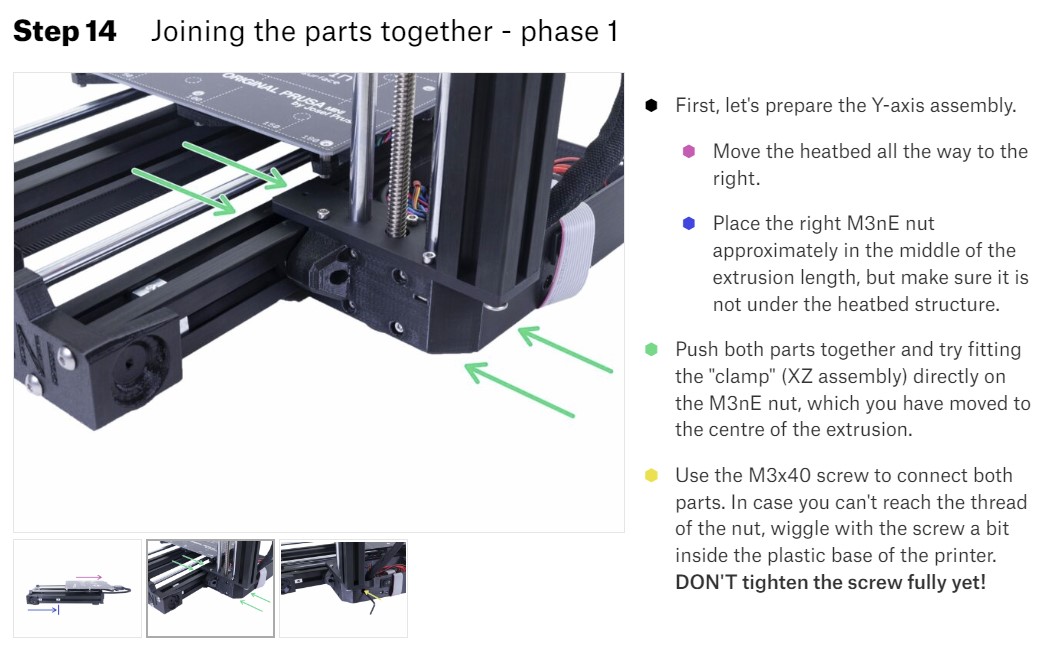 Step 14 Joining the parts together - phase 1
ORIGINAL PRUSA MINI
by Josef Prus
First, let's prepare the Y-axis assembly.
Move the heatbed all the way to the
right.
Place the right M3nE nut
approximately in the middle of the
extrusion length, but make sure it is
not under the heatbed structure.
Push both parts together and try fitting
the "clamp" (XZ assembly) directly on
the M3nE nut, which you have moved to
the centre of the extrusion.
Use the M3x40 screw to connect both
parts. In case you can't reach the thread
of the nut, wiggle with the screw a bit
inside the plastic base of the printer.
DON'T tighten the screw fully yet!